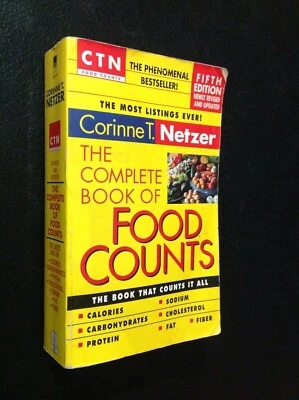 CTN
FOOD COUNTS
THE PHENOMENAL
BESTSELLER!
FIFTH
EDITION
NEWLY REVISED
AND UPDATED
THE MOST LISTINGS EVER!
Corinne T. Netzer
THE
COMPLETE
BOOK OF
FOOD
COUNTS
THE BOOK THAT COUNTS IT ALL
CALORIES
CARBOHYDRATES
PROTEIN
SODIUM
CHOLESTEROL
FAT
FIBER
CORINNE T.
NETZER
CTN
THE COMPLETE
BOOK OF
FOOD COUNTS